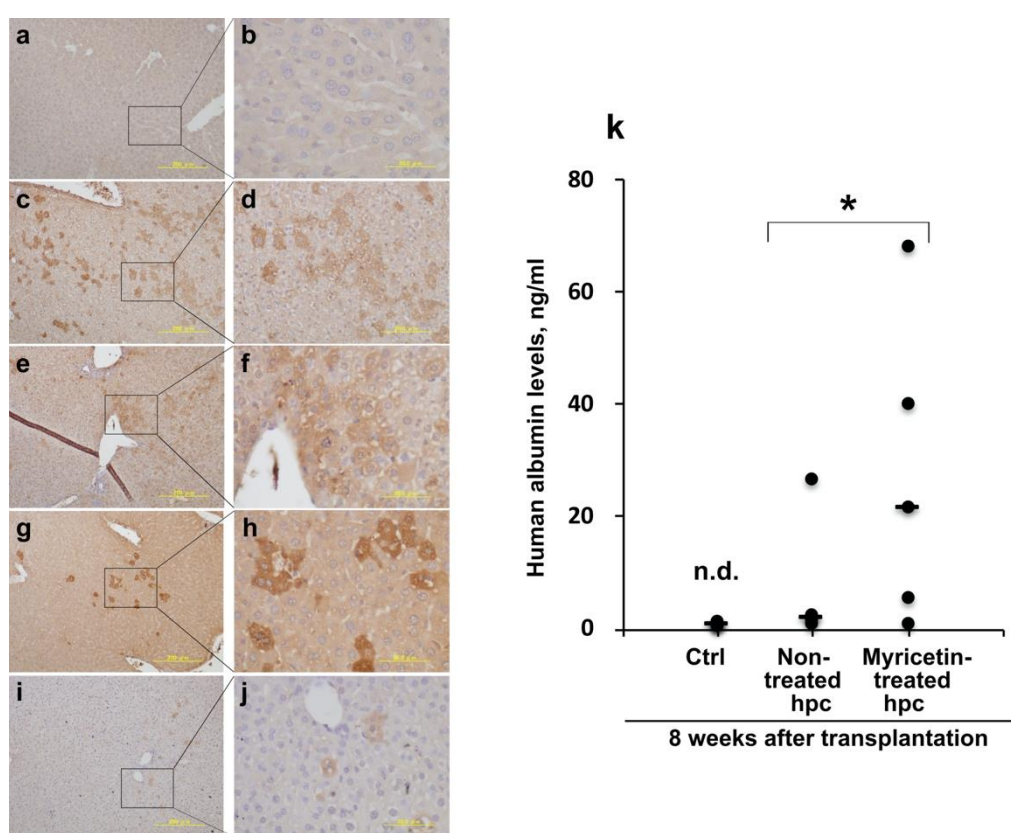 a
b
c
d
e
f
g
h
i
j
k
80
60
40
20
0
Human albumin levels, ng/ml
*
n.d.
Ctrl
Non-
treated
hpc
Myricetin-
treated
hpc
8 weeks after transplantation